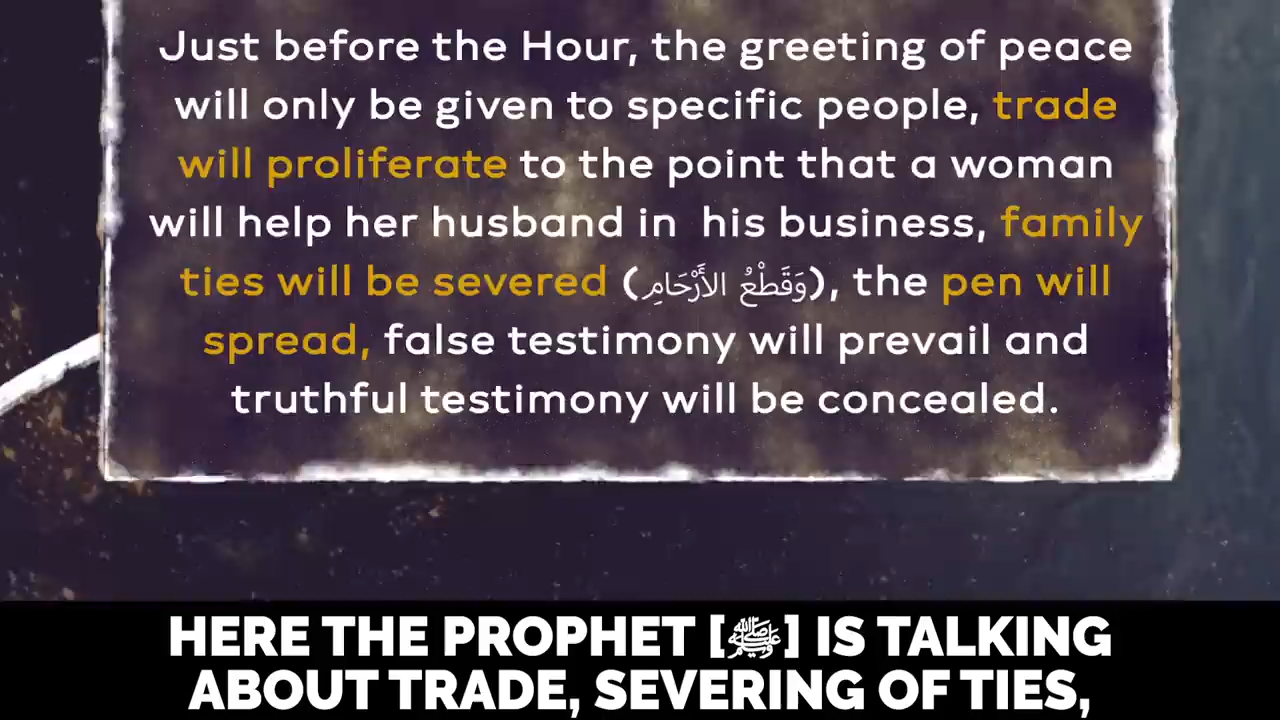 Just before the Hour, the greeting of peace
will only be given to specific people, trade
will proliferate to the point that a woman
will help her husband in his business, family
ties will be severed (وَقَطْعُ الأَرْحَامِ), the pen will
spread, false testimony will prevail and
truthful testimony will be concealed.
HERE THE PROPHET [ﷺ] IS TALKING
ABOUT TRADE, SEVERING OF TIES,